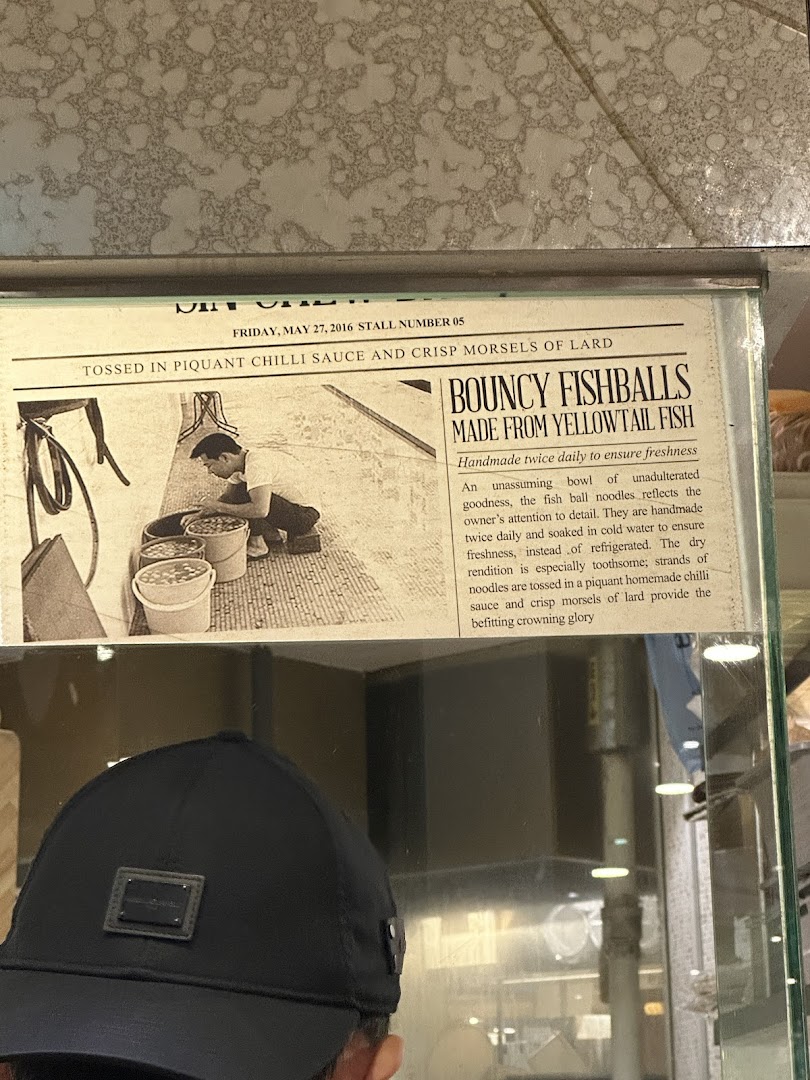 FRIDAY, MAY 27, 2016 STALL NUMBER 05
TOSSED IN PIQUANT CHILLI SAUCE AND CRISP MORSELS OF LARD
BOUNCY FISHBALLS
MADE FROM YELLOWTAIL FISH
Handmade twice daily to ensure freshness
An unassuming bowl of unadulterated
goodness, the fish ball noodles reflects the
owner's attention to detail. They are handmade
twice daily and soaked in cold water to ensure
freshness, instead of refrigerated. The dry
rendition is especially toothsome; strands of
noodles are tossed in a piquant homemade chilli
sauce and crisp morsels of lard provide the
befitting crowning glory